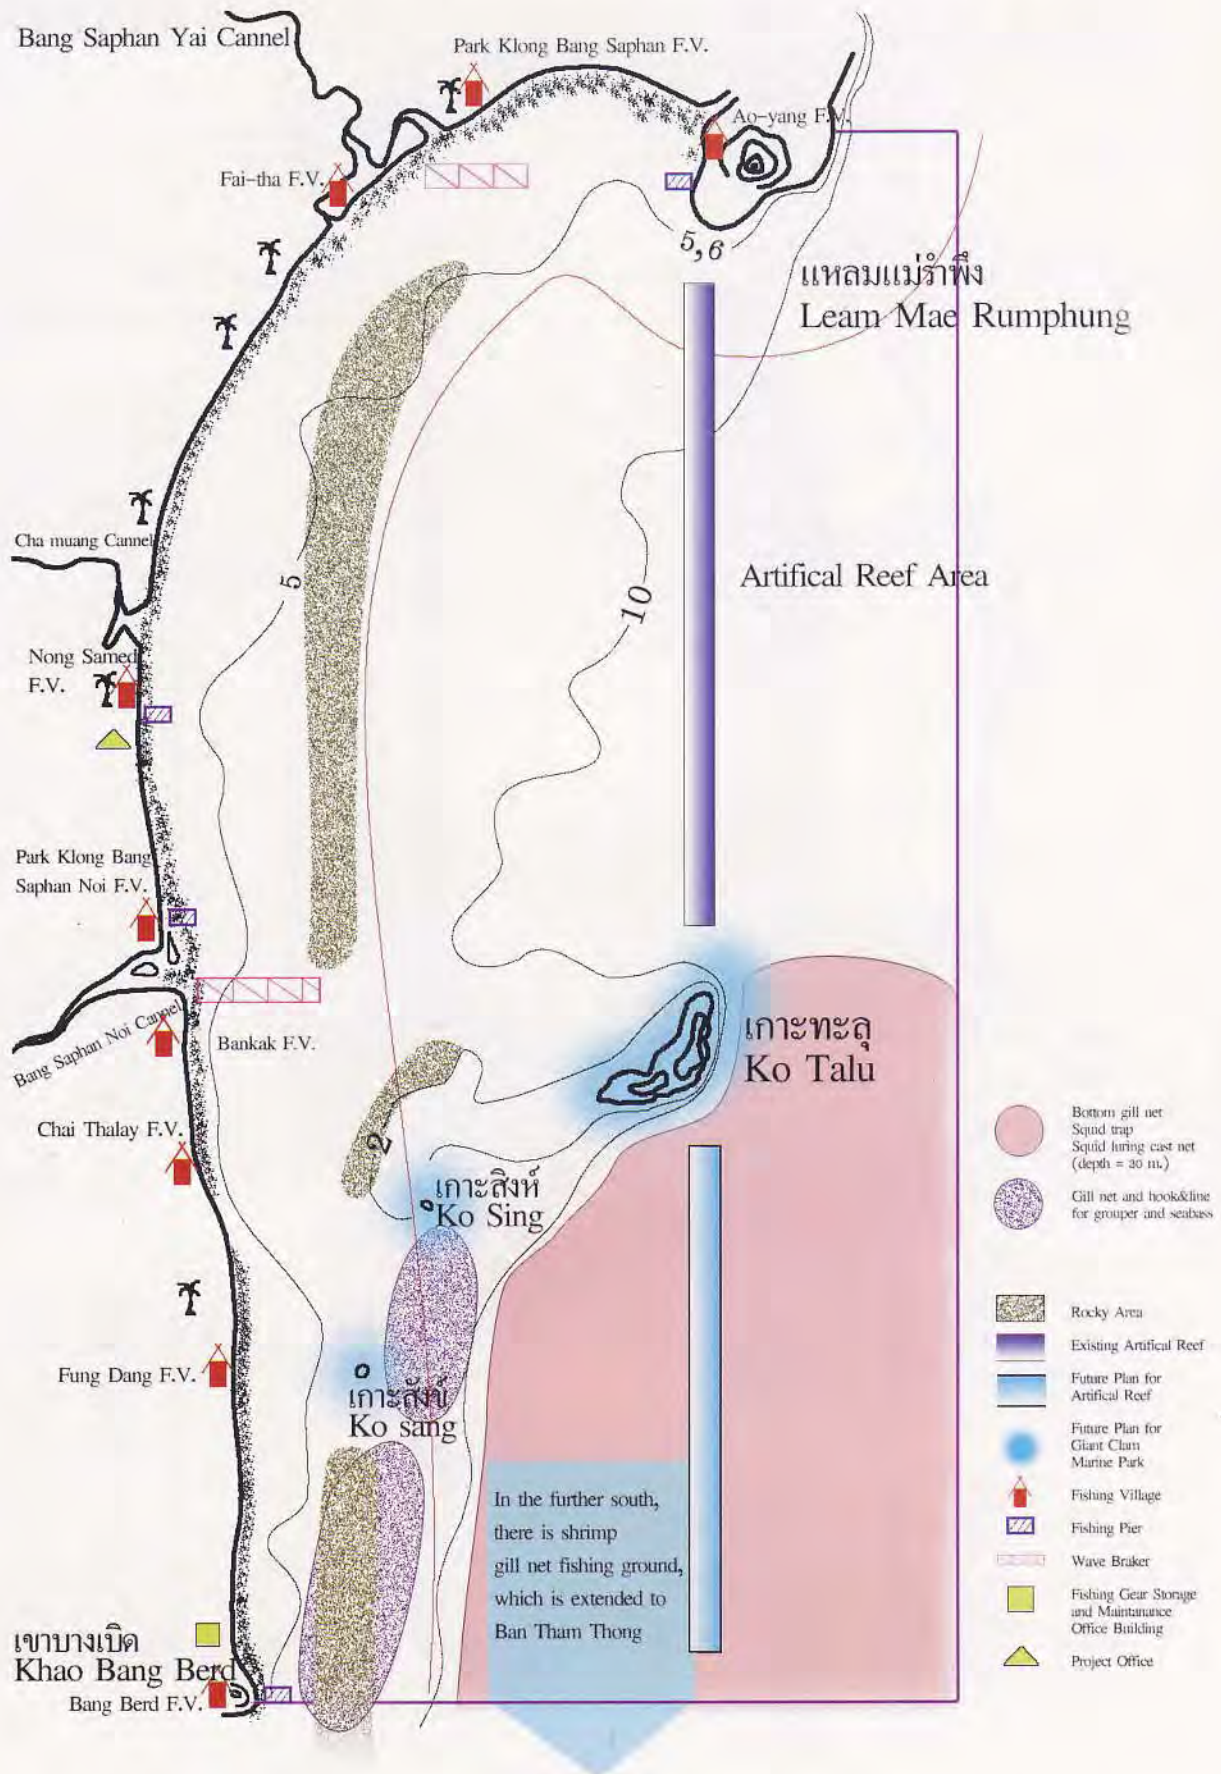 Bang Saphan Yai Cannel
Park Klong Bang Saphan F.V.
Ao-yang F.V.
Fai-tha F.V.
5,6
แหลมแม่รำพึง
Leam Mae Rumphung
Cha muang Cannel
5
10
Artifical Reef Area
Nong Samed
F.V.
Park Klong Bang
Saphan Noi F.V.
Bang Saphan Noi Cannel
Bankak F.V.
เกาะทะลุ
Ko Talu
Chai Thalay F.V.
2
เกาะสิงห์
Ko Sing
Fung Dang F.V.
เกาะสังข์
Ko sang
In the further south,
there is shrimp
gill net fishing ground,
which is extended to
Ban Tham Thong
เขาบางเบิด
Khao Bang Berd
Bang Berd F.V.
Bottom gill net
Squid trap
Squid luring cast net
(depth = 30 m.)
Gill net and hook&line
for grouper and seabass
Rocky Area
Existing Artifical Reef
Future Plan for
Artifical Reef
Future Plan for
Giant Clam
Marine Park
Fishing Village
Fishing Pier
Wave Braker
Fishing Gear Storage
and Maintanance
Office Building
Project Office